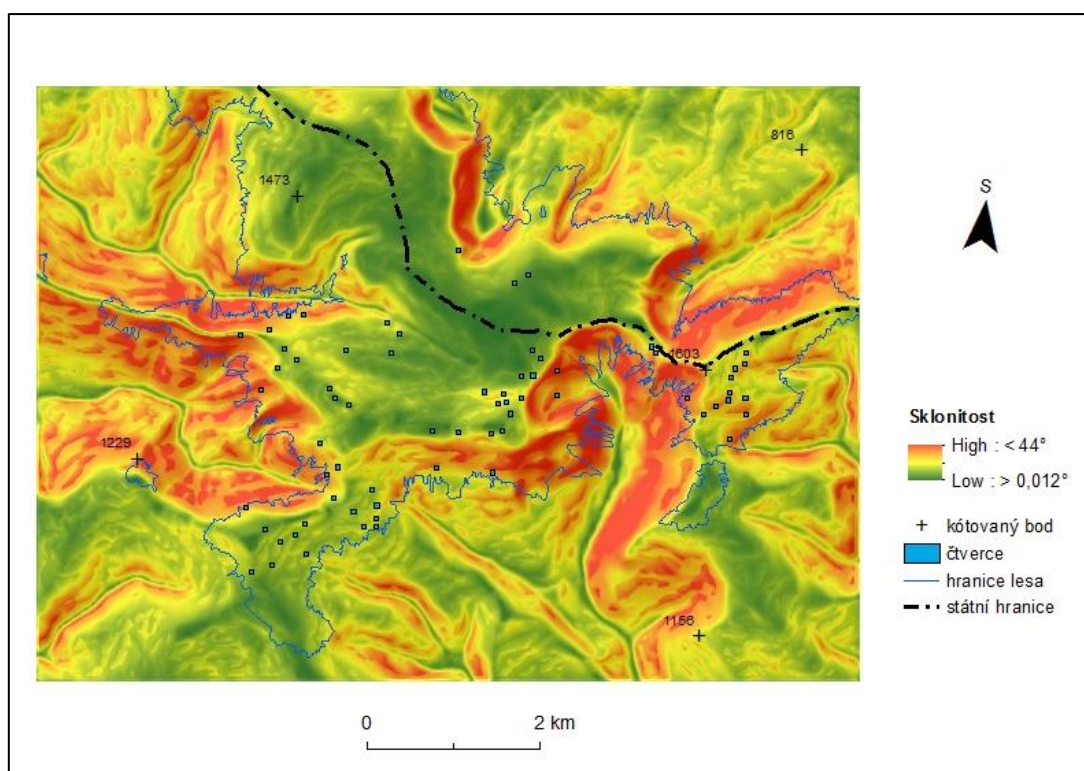 816
1473
S
1603
Sklonitost
High : < 44°
1229
Low : > 0,012°
kótovaný bod
čtverce
hranice lesa
státní hranice
1156
0 2 km